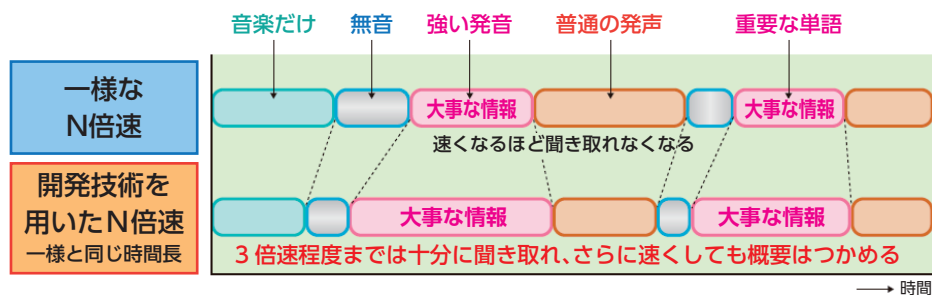 音楽だけ
無音
強い発音
普通の発声
重要な単語
一様な
N倍速
大事な情報
大事な情報
速くなるほど聞き取れなくなる
開発技術を
用いたN倍速
一様と同じ時間長
大事な情報
大事な情報
3倍速程度までは十分に聞き取れ、さらに速くしても概要はつかめる
時間